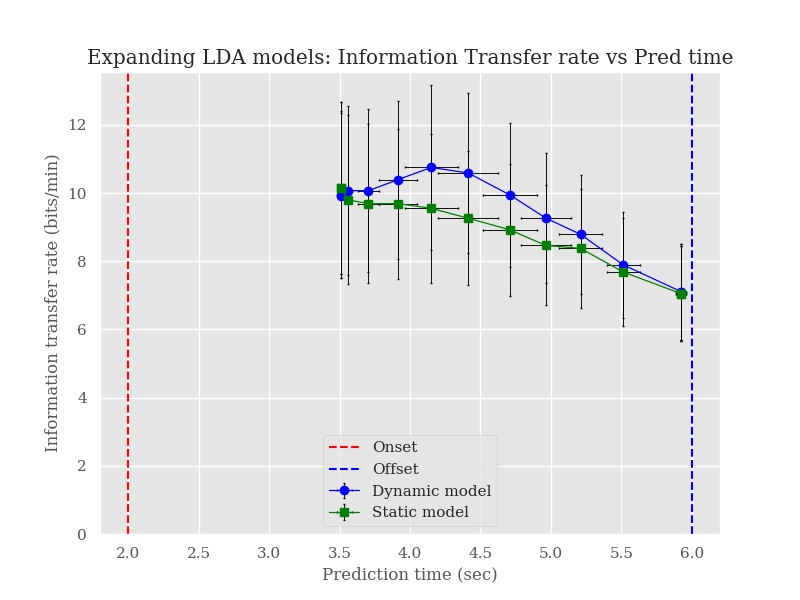 Expanding LDA models: Information Transfer rate vs Pred time
Information transfer rate (bits/min)
12
10
8
6
4
2
0
Onset
Offset
Dynamic model
Static model
2.0 2.5 3.0 3.5 4.0 4.5 5.0 5.5 6.0
Prediction time (sec)